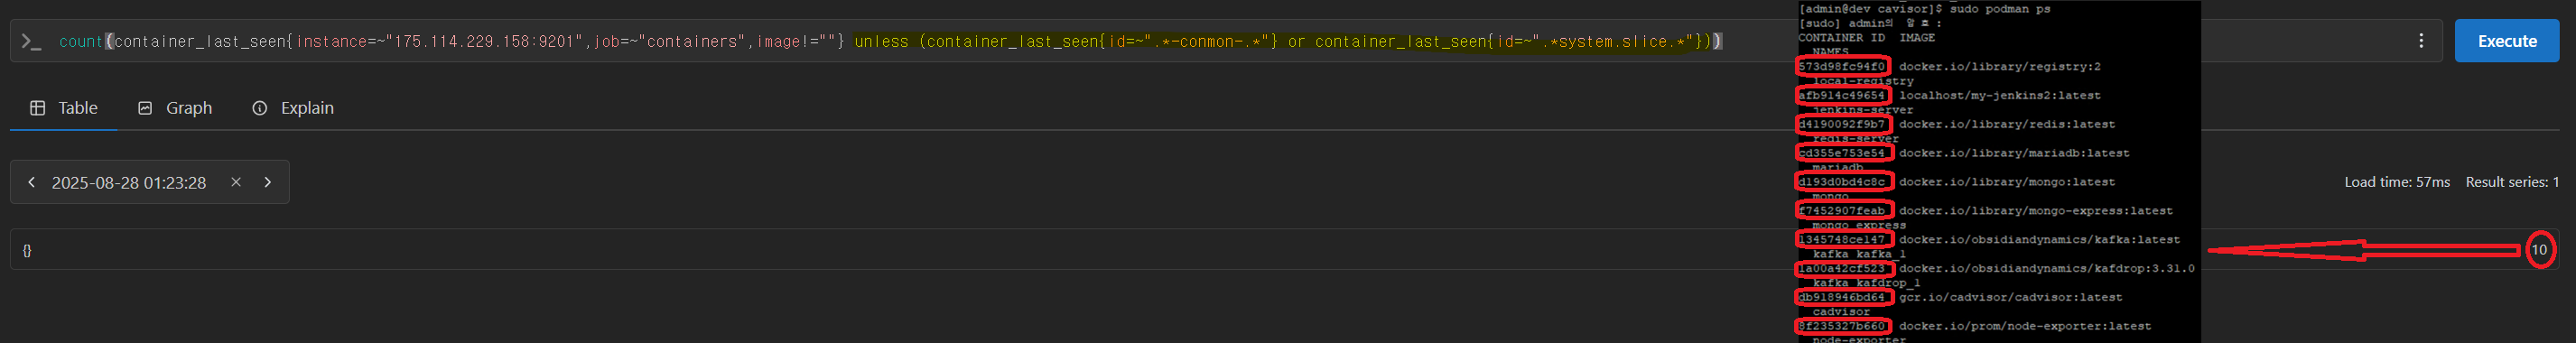 count(container_last_seen{instance=~"175.114.229.158:9201",job=~"containers",image!=""} unless (container_last_seen{id=~".*-conmon-.*"} or container_last_seen{id=~".*system.slice.*"}))
Execute
Table
Graph
Explain
2025-08-28 01:23:28
Load time: 57ms
Result series: 1
{}
10
[admin@dev cavisor]$ sudo podman ps
[sudo] admin의 암호:
CONTAINER ID  IMAGE
NAMES
573d98fc94f0  docker.io/library/registry:2
local-registry
afb914c49654  localhost/my-jenkins2:latest
jenkins-server
d4190092f9b7  docker.io/library/redis:latest
redis-server
cd355e753e54  docker.io/library/mariadb:latest
mariadb
d193d0bd4c8c  docker.io/library/mongo:latest
mongo
f7452907feab  docker.io/library/mongo-express:latest
mongo_express
1345748ce147  docker.io/obsidiandynamics/kafka:latest
kafka_kafka_1
1a00a42cf523  docker.io/obsidiandynamics/kafdrop:3.31.0
kafka_kafdrop_1
db918946bd64  gcr.io/cadvisor/cadvisor:latest
cadvisor
8f235327b660  docker.io/prom/node-exporter:latest
node-exporter